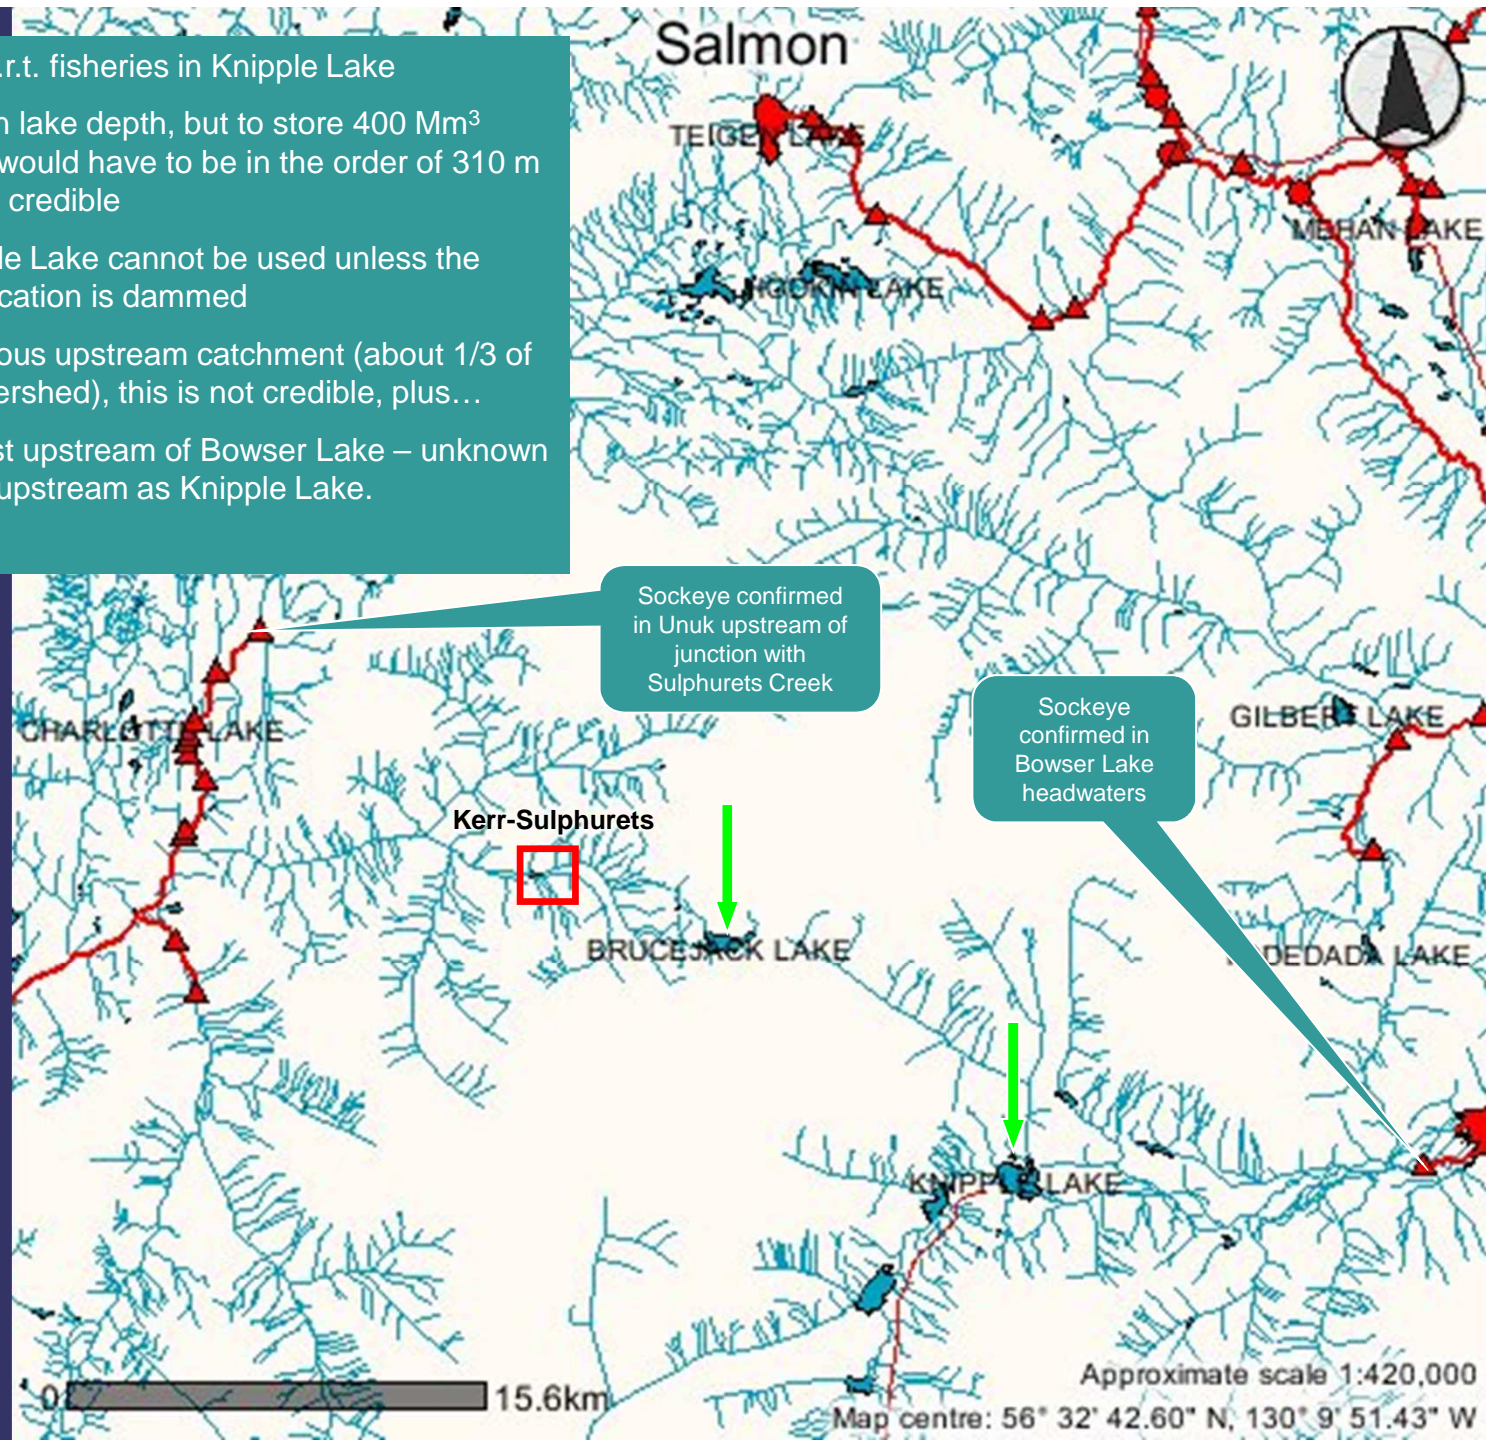 Salmon
.r.t. fisheries in Knipple Lake
n lake depth, but to store 400 Mm³
would have to be in the order of 310 m
credible
le Lake cannot be used unless the
cation is dammed
ous upstream catchment (about 1/3 of
ershed), this is not credible, plus…
st upstream of Bowser Lake – unknown
upstream as Knipple Lake.
TEIGEN LAKE
MEHAN LAKE
LAKE
Sockeye confirmed
in Unuk upstream of
junction with
Sulphurets Creek
Sockeye
confirmed in
Bowser Lake
headwaters
GILBERT LAKE
CHARLOTTE LAKE
Kerr-Sulphurets
BRUCEJACK LAKE
DEDADA LAKE
KNIPPLE LAKE
0
15.6km
Approximate scale 1:420,000
Map centre: 56° 32' 42.60" N, 130° 9' 51.43" W